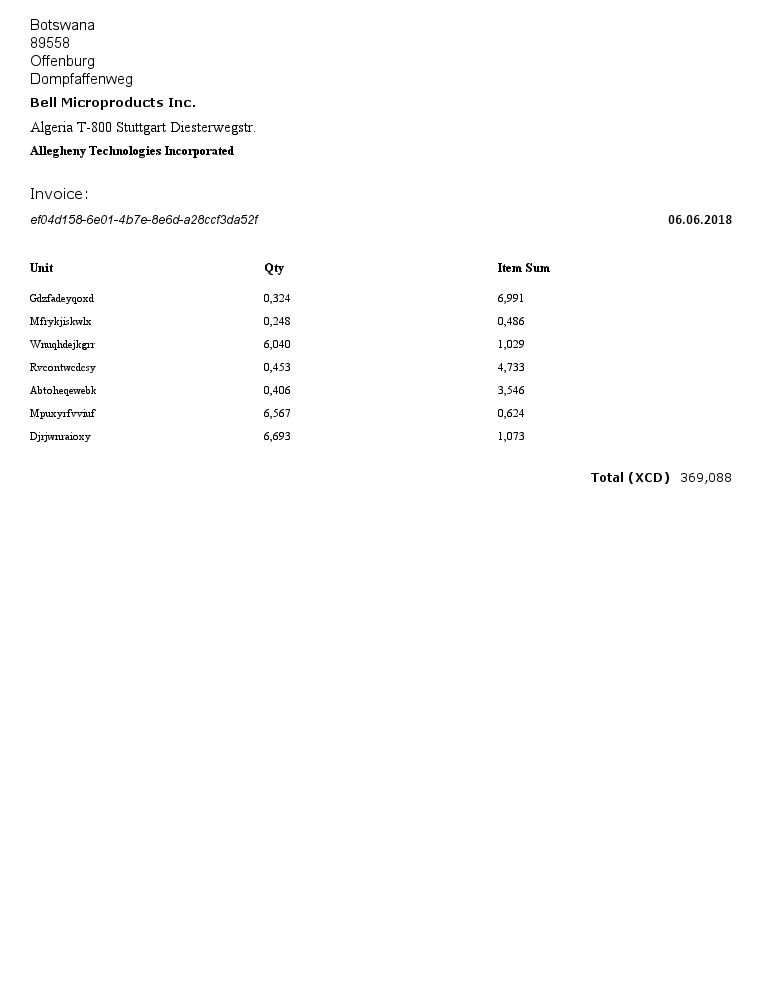 Botswana
89558
Offenburg
Dompfaffenweg
Bell Microproducts Inc.
Algeria T-800 Stuttgart Diesterwegstr.
Allegheny Technologies Incorporated
Invoice:
ef04d158-6e01-4b7e-8e6d-a28ccf3da52f 06.06.2018
Unit Qty Item Sum
Gdzfadeyqoxd 0,324 6,991
Mfrykjiskwlx 0,248 0,486
Wnuqhdejkgrr 6,040 1,029
Rveontwedesy 0,453 4,733
Abtoheqewebk 0,406 3,546
Mpuxyrfvviuf 6,567 0,624
Djrjwnraioxy 6,693 1,073
Total (XCD) 369,088